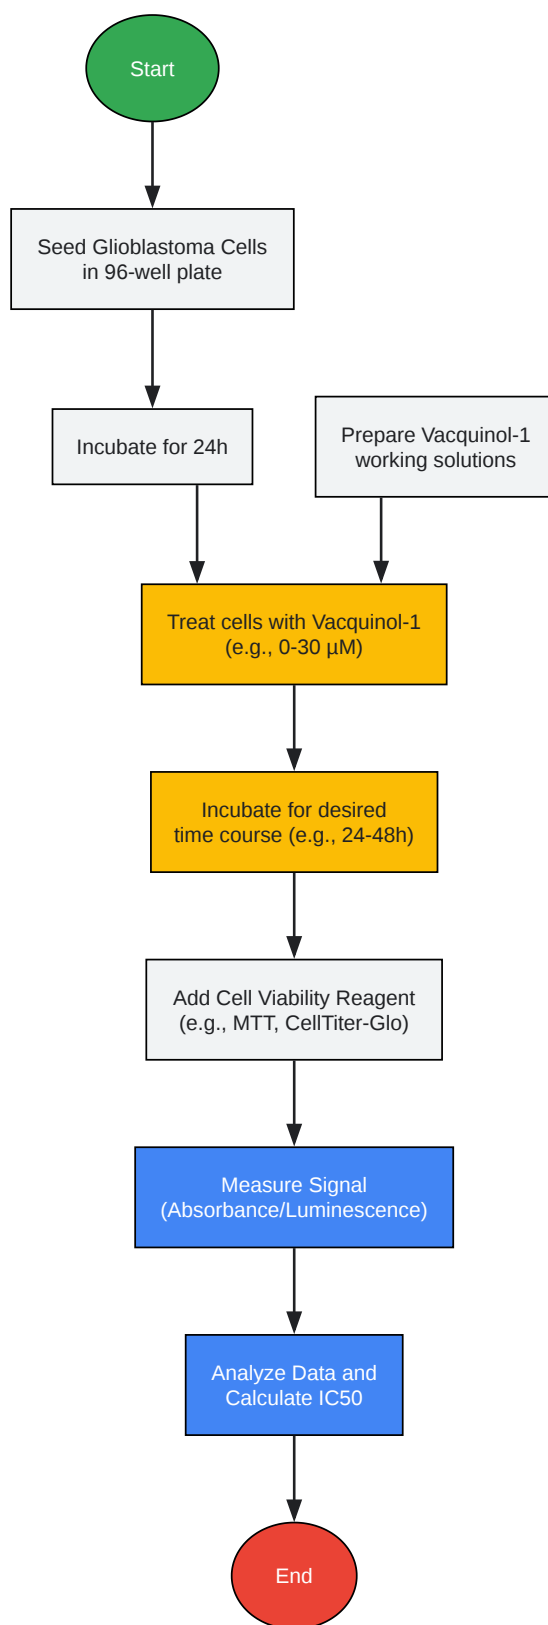 Start
Seed Glioblastoma Cells
in 96-well plate
Incubate for 24h
Prepare Vacquinol-1
working solutions
Treat cells with Vacquinol-1
(e.g., 0-30 µM)
Incubate for desired
time course (e.g., 24-48h)
Add Cell Viability Reagent
(e.g., MTT, CellTiter-Glo)
Measure Signal
(Absorbance/Luminescence)
Analyze Data and
Calculate IC50
End